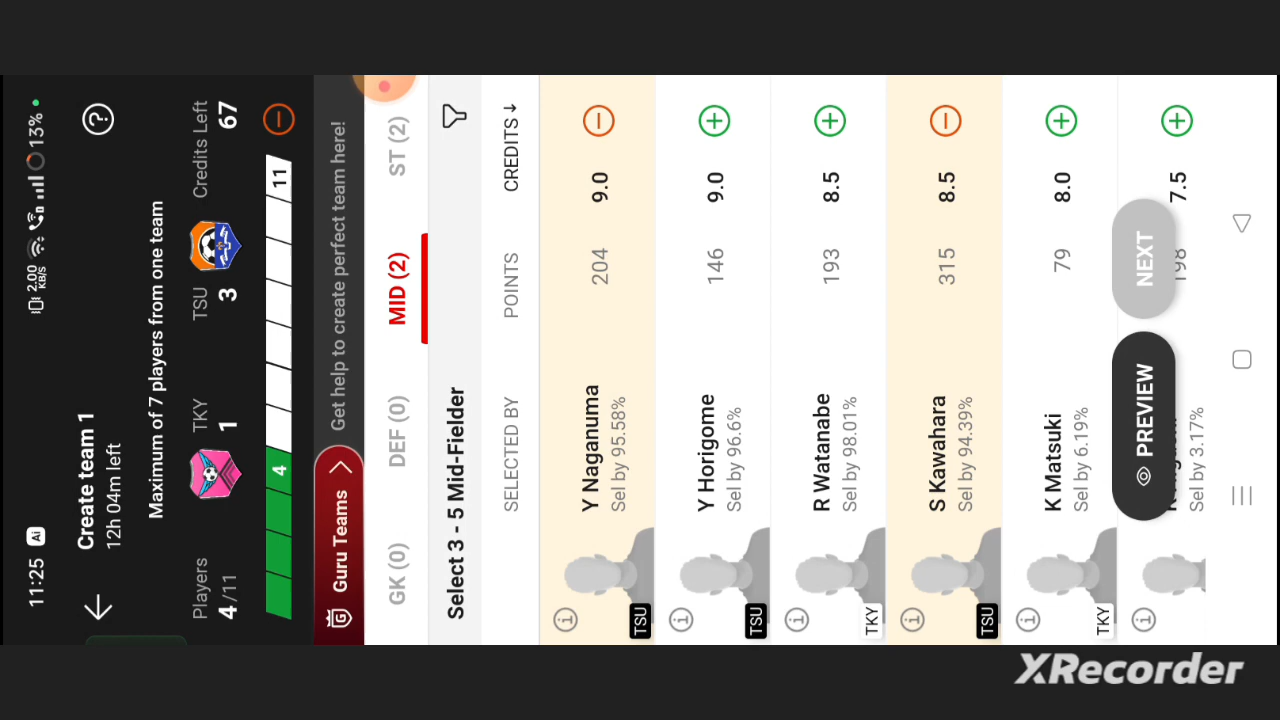 11:25 Ai 2.00 KB/S 13%
Create team 1
12h 04m left
Maximum of 7 players from one team
Players TKY TSU Credits Left
4/11 1 3 67
4 11
Guru Teams Get help to create perfect team here!
GK (0) DEF (0) MID (2) ST (2)
Select 3 - 5 Mid-Fielder
SELECTED BY POINTS CREDITS ↓
Y Naganuma 204 9.0
Sel by 95.58%
TSU
Y Horigome 146 9.0
Sel by 96.6%
TSU
R Watanabe 193 8.5
Sel by 98.01%
TKY
S Kawahara 315 8.5
Sel by 94.39%
TSU
K Matsuki 79 8.0
Sel by 6.19%
TKY
PREVIEW NEXT
198 7.5
Sel by 3.17%
XRecorder